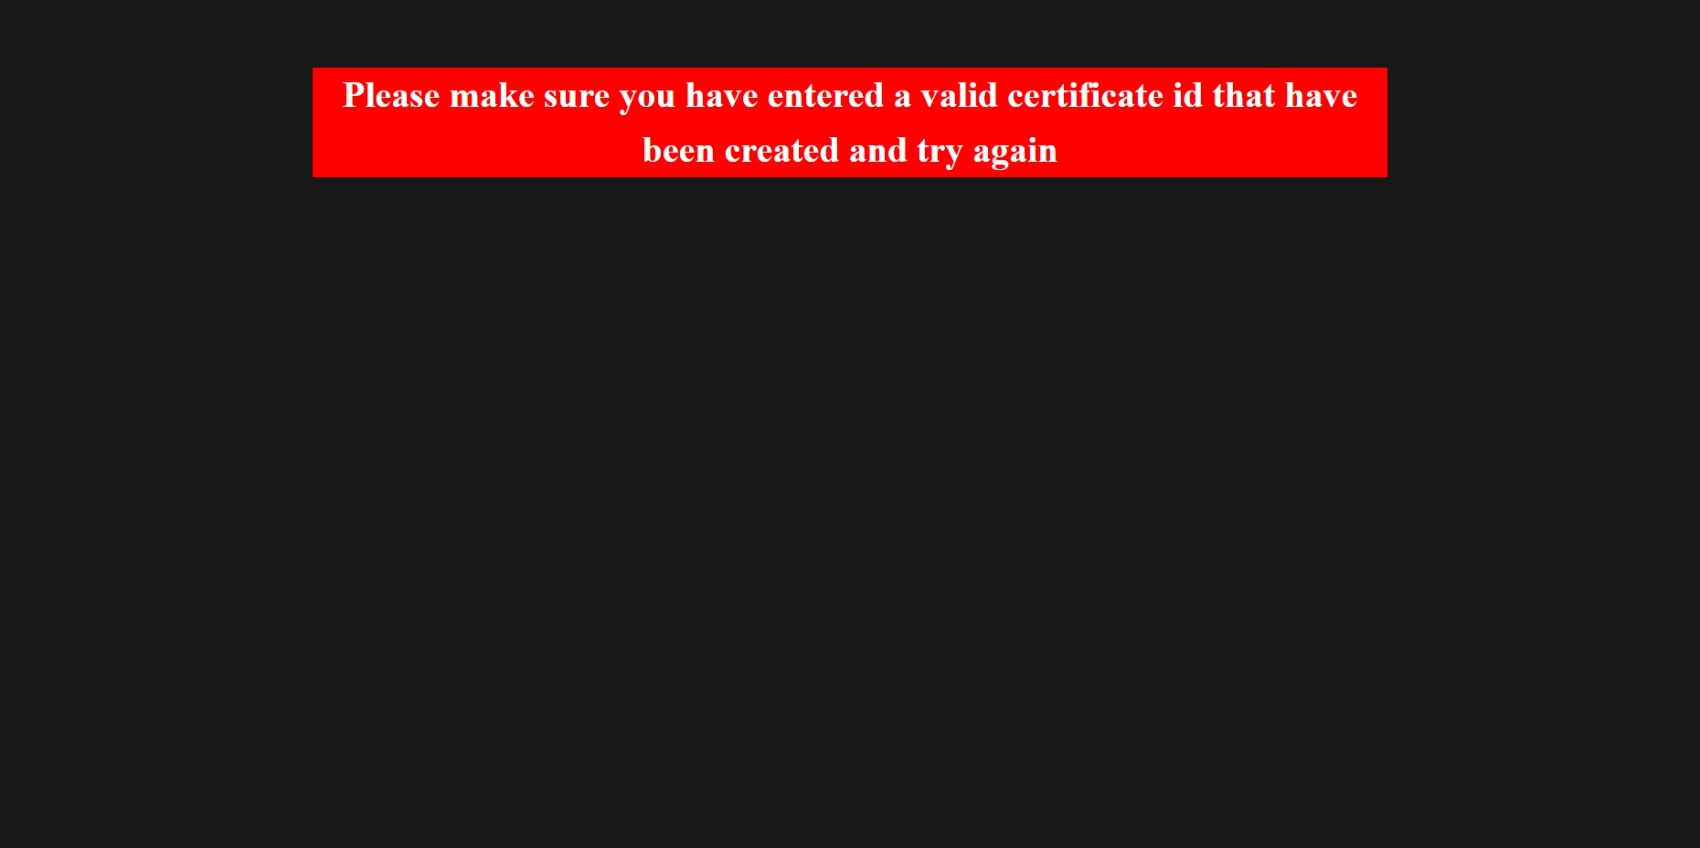 Please make sure you have entered a valid certificate id that have
been created and try again